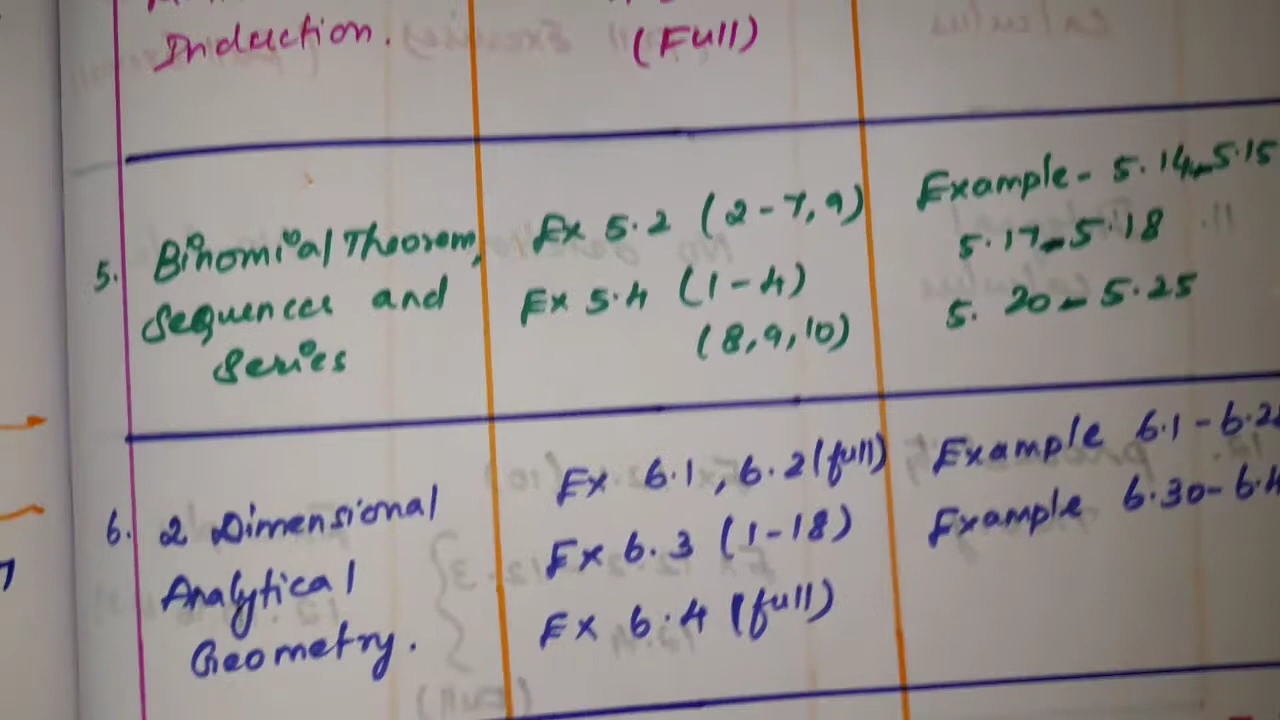 Induction.
(Full)
5. Binomial Theorem,
Sequences and
Series
Ex 5.2 (2-7,9)
Ex 5.4 (1-4)
(8,9,10)
Example- 5.14-5.15
5.17-5.18
5. 20-5.25
6. 2 Dimensional
Analytical
Geometry.
Ex 6.1, 6.2 (full)
Ex 6.3 (1-18)
Ex 6.4 (full)
Example 6.1-
Example 6.30-